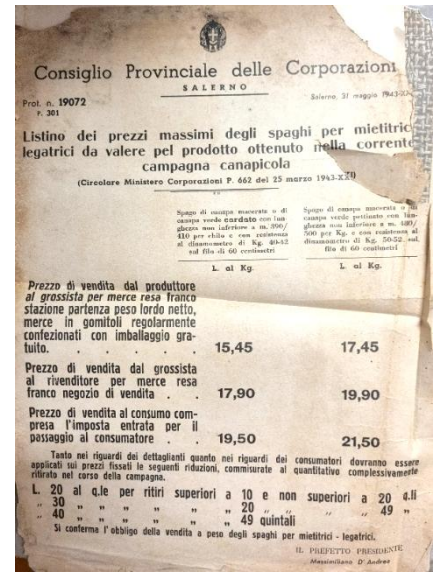 Consiglio Provinciale delle Corporazioni
SALERNO
Prot. n. 19072
P. 301
Salerno, 31 maggio 1943-
Listino dei prezzi massimi degli spaghi per mietitric
legatrici da valere pel prodotto ottenuto nella corrente
campagna canapicola
(Circolare Ministero Corporazioni P. 662 del 25 marzo 1943-XXI)
Spago di canapa macerata o di
canapa verde cardato con lun-
ghezza non inferiore a m. 390/
410 per chilo e con resistenza
al dinamometro di Kg. 40-42
sul filo di 60 centimetri
L. al Kg.
Spago di canapa macerata o di
canapa verde pettinato con lun-
ghezza non inferiore a m. 480/
500 per Kg. e con resistenza al
dinamometro di Kg. 50-52 sul
filo di 60 centimetri
L. al Kg.
Prezzo di vendita dal produttore
al grossista per merce resa franco
stazione partenza peso lordo netto,
merce in gomitoli regolarmente
confezionati con imballaggio gra-
tuito. . . . . . 15,45 17,45
Prezzo di vendita dal grossista
al rivenditore per merce resa
franco negozio di vendita . . 17,90 19,90
Prezzo di vendita al consumo com-
presa l'imposta entrata per il
passaggio al consumatore . . 19,50 21,50
Tanto nei riguardi dei dettaglianti quanto nei riguardi dei consumatori dovranno essere
applicati sui prezzi fissati le seguenti riduzioni, commisurate al quantitativo complessivamente
ritirato nel corso della campagna.
L. 20 al q.le per ritiri superiori a 10 e non superiori a 20 q.li
„ 30 „ „ „ „ „ 20 „ „ „ 49 „
„ 40 „ „ „ „ „ 49 quintali
Si conferma l'obbligo della vendita a peso degli spaghi per mietitrici - legatrici.
IL PREFETTO PRESIDENTE
Massimiliano D'Andrea